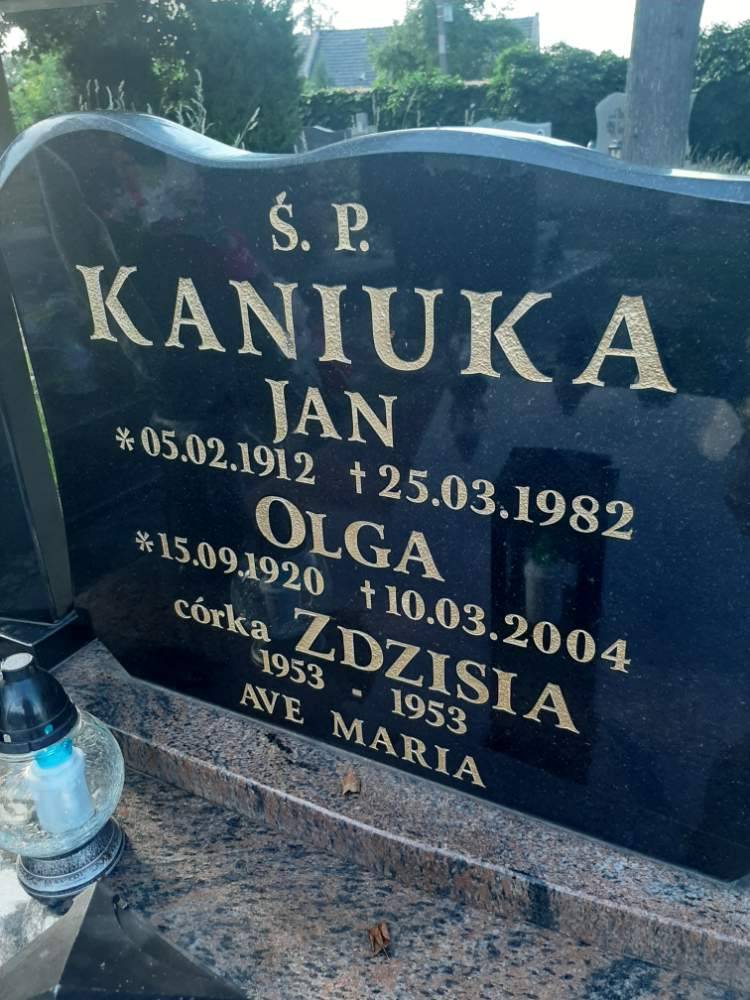 Ś. P.
KANIUKA
JAN
* 05.02.1912 † 25.03.1982
OLGA
* 15.09.1920 † 10.03.2004
córka ZDZISIA
1953 - 1953
AVE MARIA